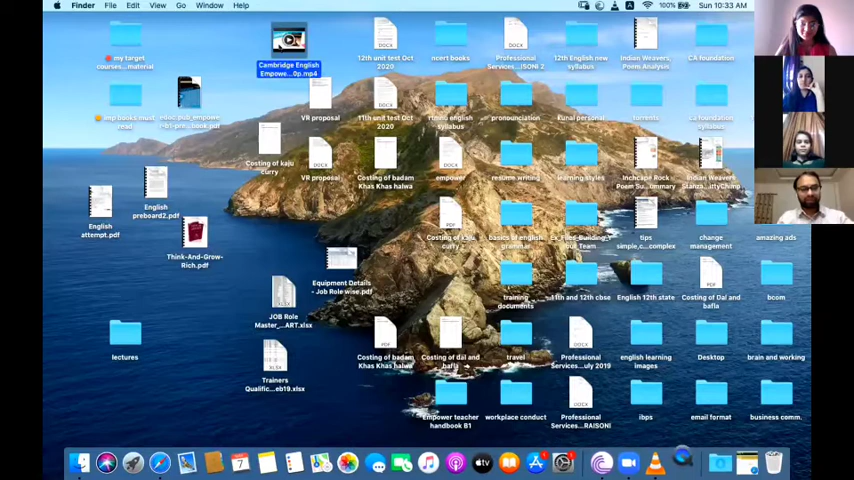 Finder File Edit View Go Window Help
100% Sun 10:33 AM
my target
courses...material
Cambridge English
Empowe...0p.mp4
12th unit test Oct
2020
ncert books
Professional
Services...ISONI 2
12th English new
syllabus
Indian Weavers,
Poem Analysis
CA foundation
imp books must
read
VR proposal
11th unit test Oct
2020
syllabus
pronounciation
kunal personal
torrents
ca foundation
syllabus
Costing of kaju
curry
VR proposal
Costing of badam
Khas Khas halwa
empower
resume writing
learning styles
Inchcape Rock
Poem Su...ummary
Indian Weavers
Stanza...ittyChimp
English
attempt.pdf
English
preboard2.pdf
Think-And-Grow-
Rich.pdf
Costing of kaju
curry
basics of english
grammar
Ex_Files_Building_Y
our_Team
tips
simple,c...complex
change
management
amazing ads
JOB Role
Master_...ART.xlsx
Equipment Details
- Job Role wise.pdf
training
documents
11th and 12th cbse
English 12th state
Costing of Dal and
bafla
bcom
lectures
Trainers
Qualific...eb19.xlsx
Costing of badam
Khas Khas halwa
Costing of dal and
bafla
travel
Professional
Services...uly 2019
english learning
images
Desktop
brain and working
Empower teacher
handbook B1
workplace conduct
Professional
Services...RAISONI
ibps
email format
business comm.
7
tv